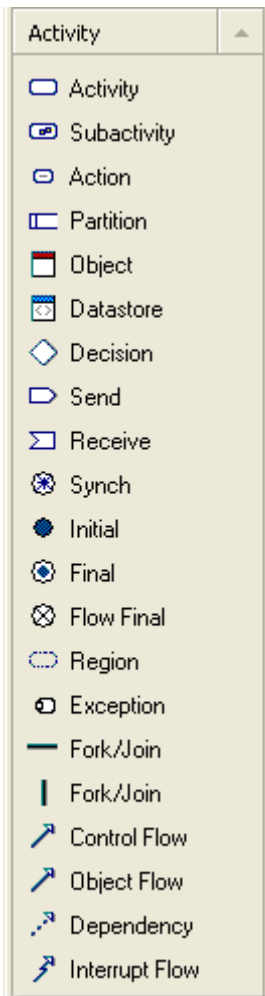 Activity
Activity
Subactivity
Action
Partition
Object
Datastore
Decision
Send
Receive
Synch
Initial
Final
Flow Final
Region
Exception
Fork/Join
Fork/Join
Control Flow
Object Flow
Dependency
Interrupt Flow